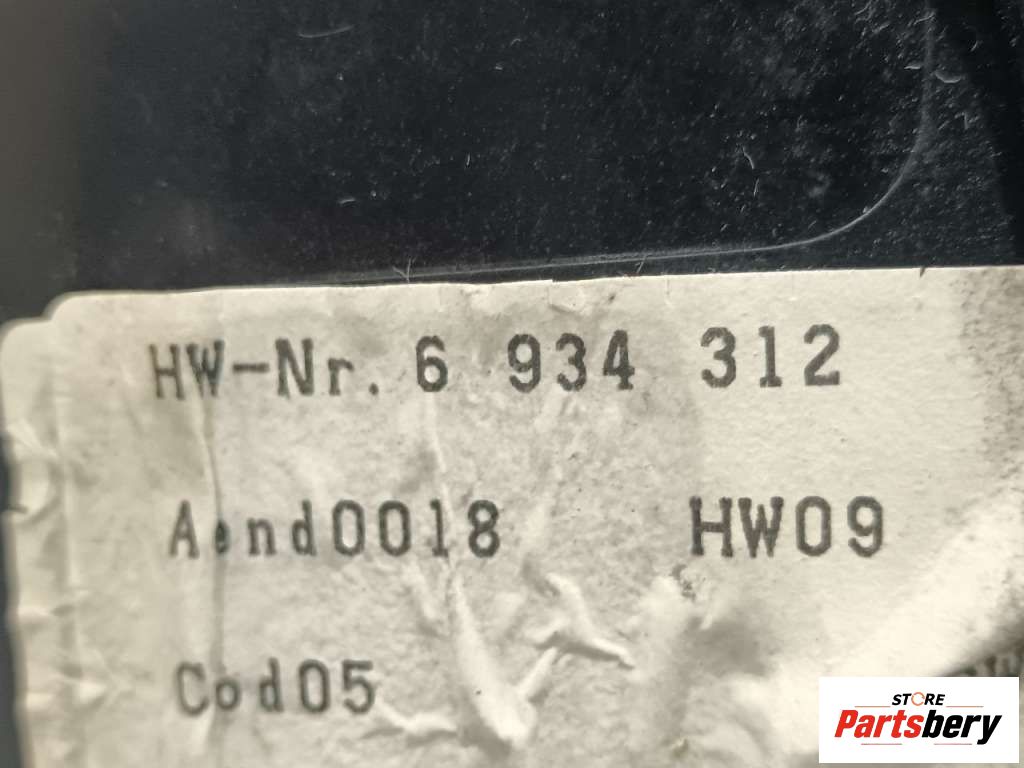 HW-Nr. 6 934 312
Aend0018 HW09
Cod05
STORE
Partsbery